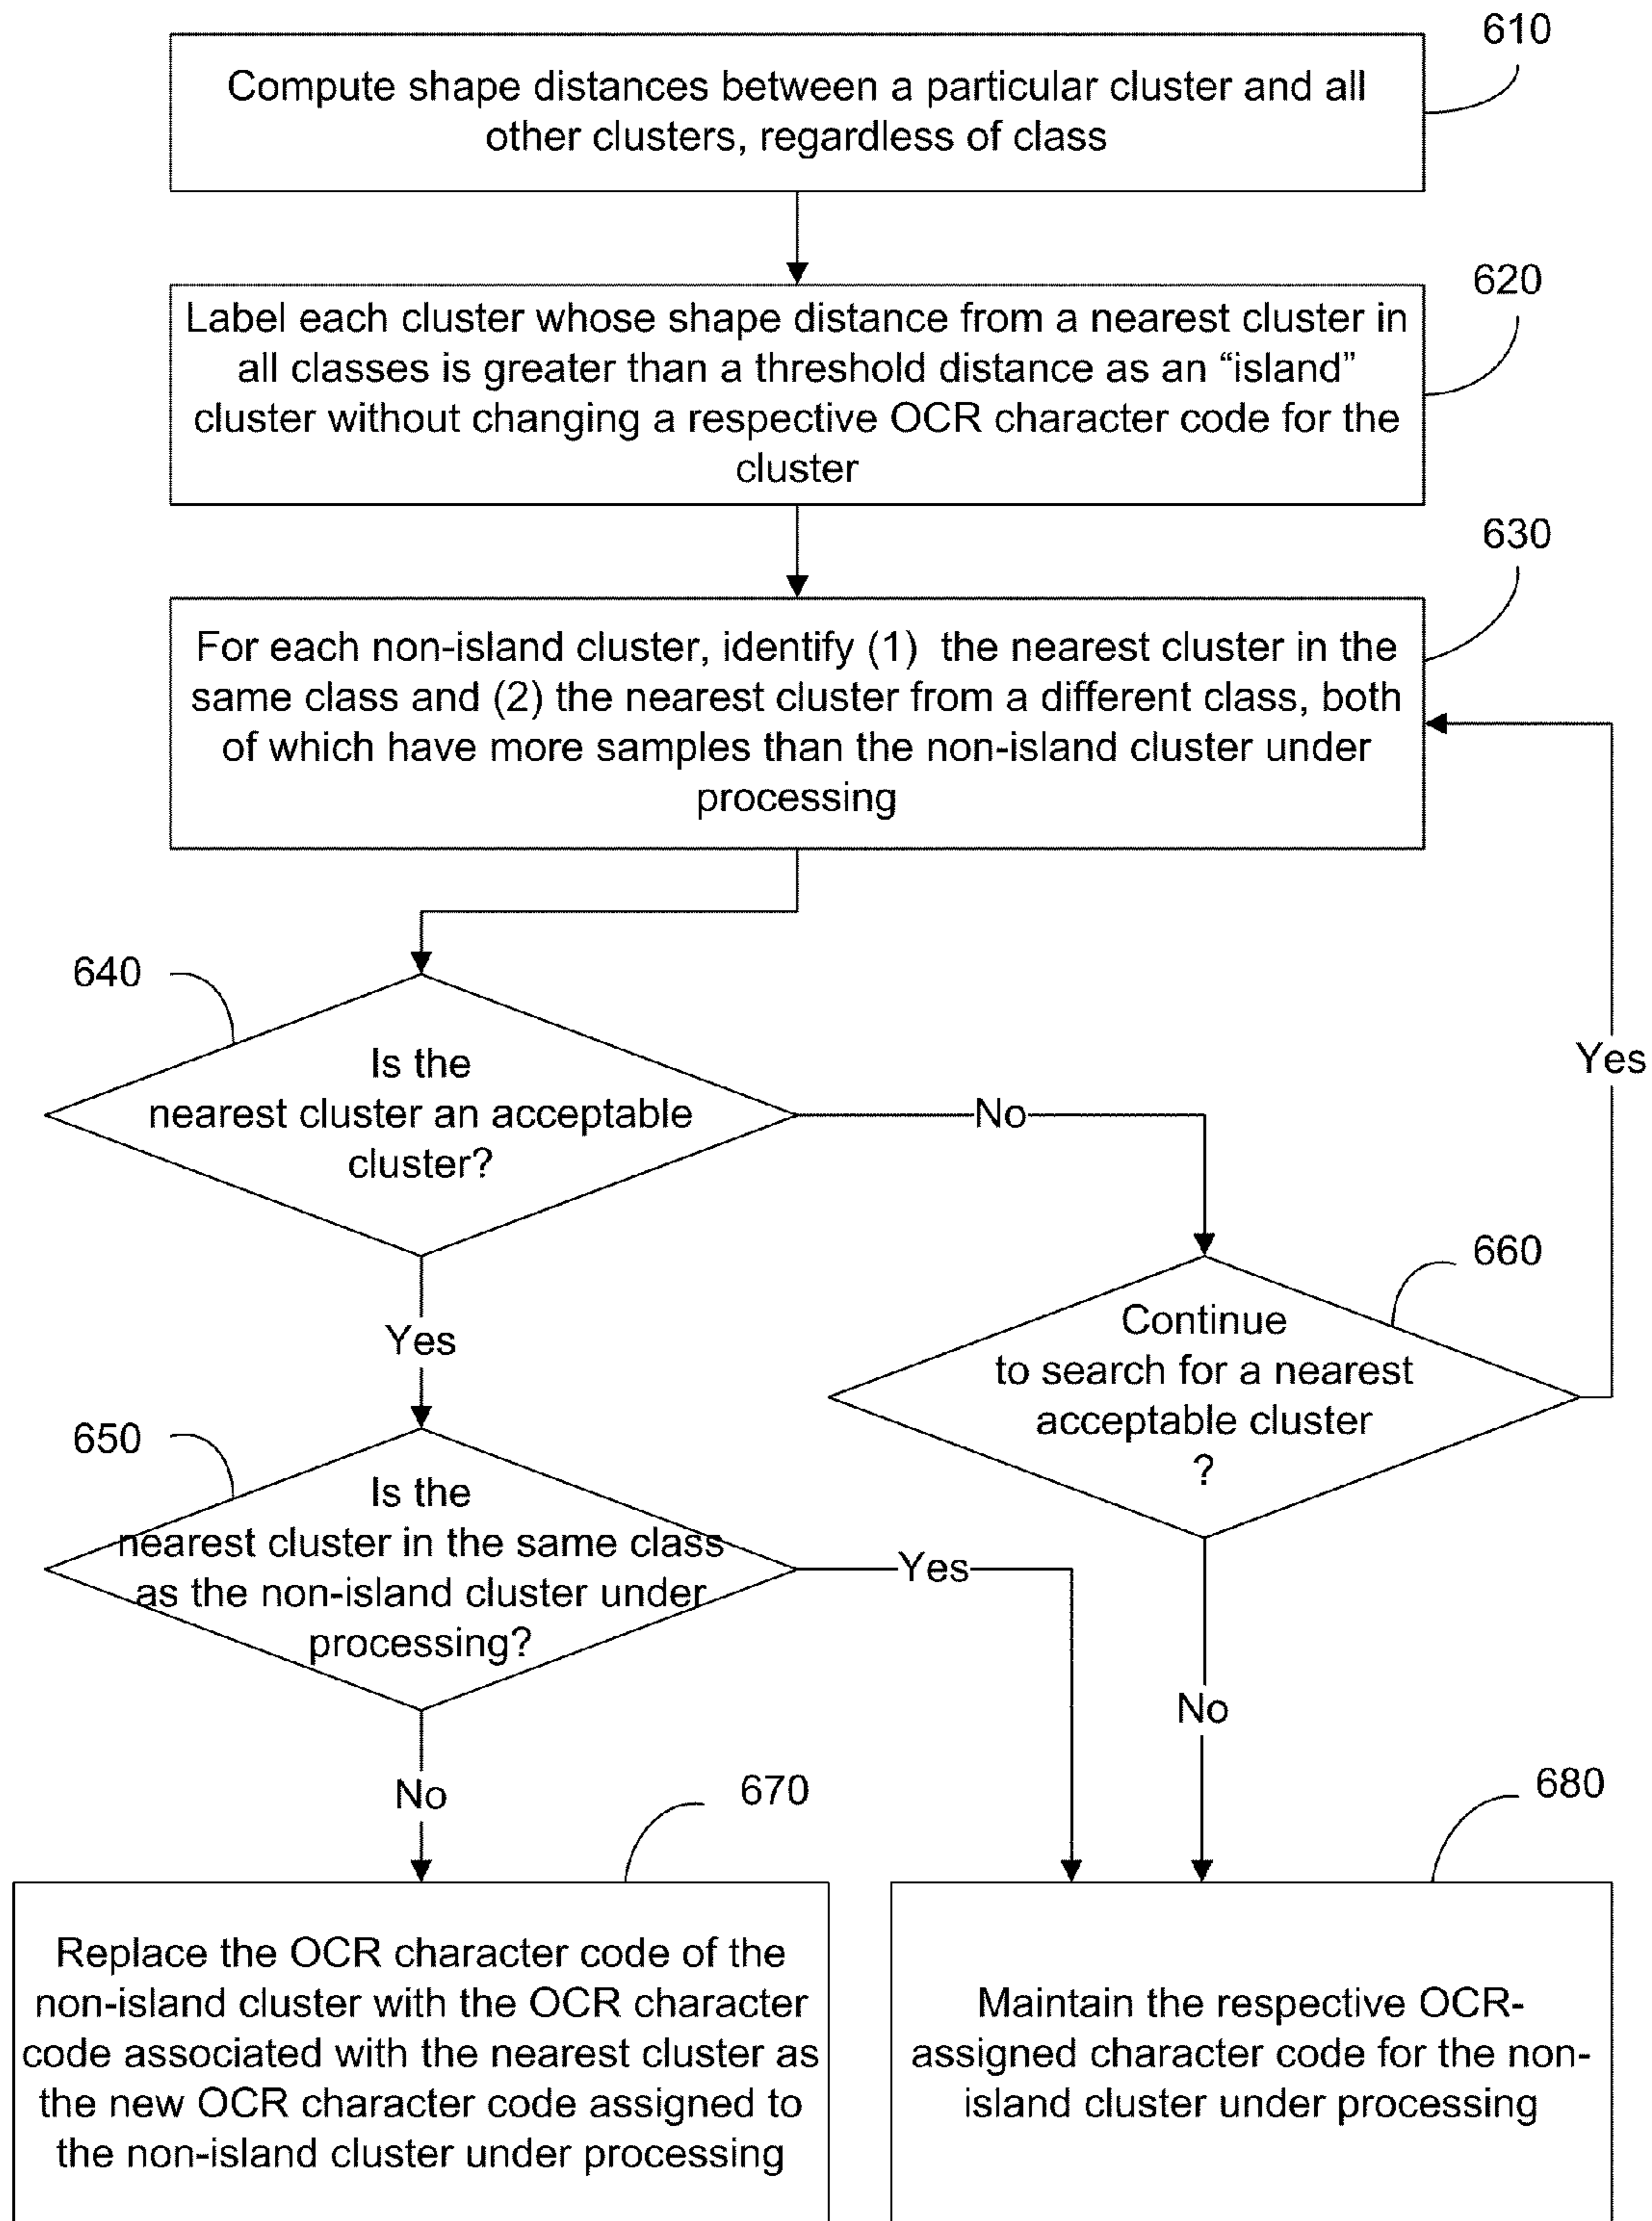 610
Compute shape distances between a particular cluster and all
other clusters, regardless of class
620
Label each cluster whose shape distance from a nearest cluster in
all classes is greater than a threshold distance as an “island”
cluster without changing a respective OCR character code for the
cluster
630
For each non-island cluster, identify (1) the nearest cluster in the
same class and (2) the nearest cluster from a different class, both
of which have more samples than the non-island cluster under
processing
640
Is the
nearest cluster an acceptable
cluster?
No
Yes
Yes
660
Continue
to search for a nearest
acceptable cluster
?
650
Is the
nearest cluster in the same class
as the non-island cluster under
processing?
Yes
No
No
670
Replace the OCR character code of the
non-island cluster with the OCR character
code associated with the nearest cluster as
the new OCR character code assigned to
the non-island cluster under processing
680
Maintain the respective OCR-
assigned character code for the non-
island cluster under processing